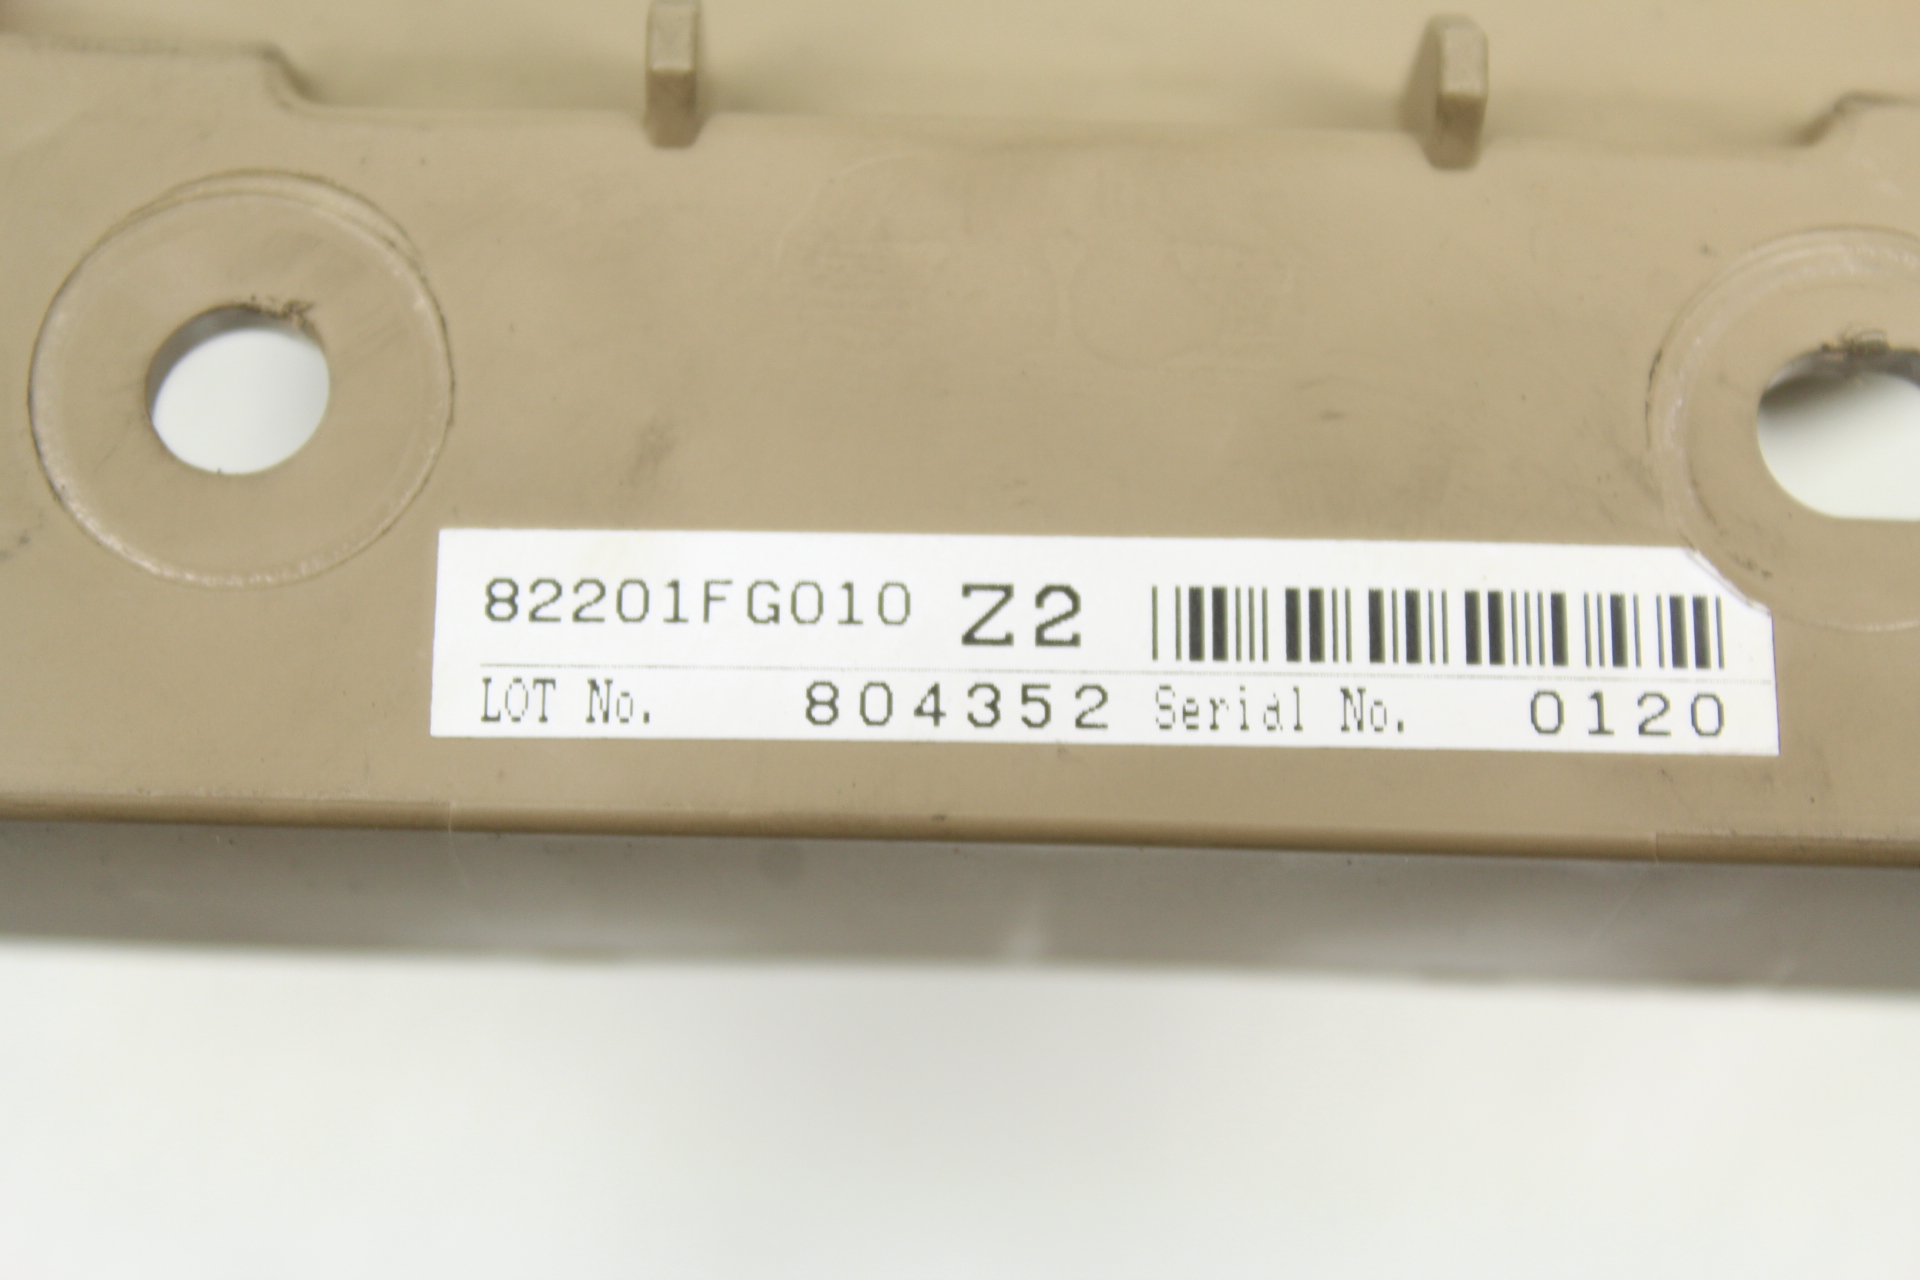 82201FG010 Z2
LOT No. 804352 Serial No. 0120